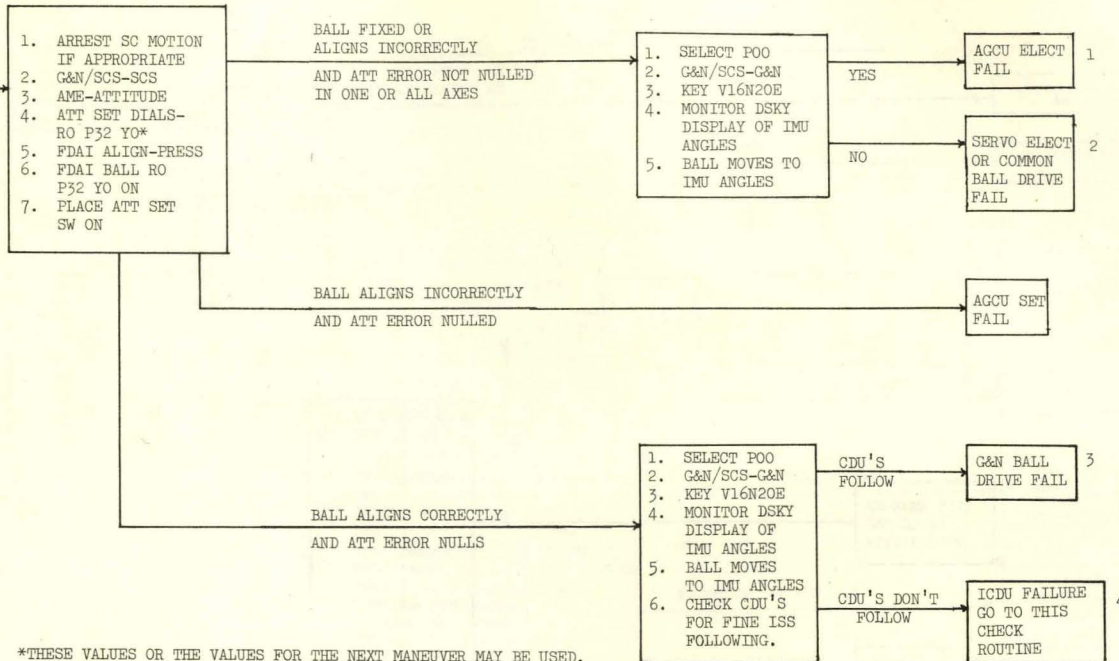 1. ARREST SC MOTION
IF APPROPRIATE
2. G&N/SCS-SCS
3. AME-ATTITUDE
4. ATT SET DIALS-
RO P32 YO*
5. FDAI ALIGN-PRESS
6. FDAI BALL RO
P32 YO ON
7. PLACE ATT SET
SW ON
BALL FIXED OR
ALIGNS INCORRECTLY
AND ATT ERROR NOT NULLED
IN ONE OR ALL AXES
1. SELECT POO
2. G&N/SCS-G&N
3. KEY V16N20E
4. MONITOR DSKY
DISPLAY OF IMU
ANGLES
5. BALL MOVES TO
IMU ANGLES
YES
AGCU ELECT
FAIL
1
NO
SERVO ELECT
OR COMMON
BALL DRIVE
FAIL
2
BALL ALIGNS INCORRECTLY
AND ATT ERROR NULLED
AGCU SET
FAIL
BALL ALIGNS CORRECTLY
AND ATT ERROR NULLS
1. SELECT POO
2. G&N/SCS-G&N
3. KEY V16N20E
4. MONITOR DSKY
DISPLAY OF
IMU ANGLES
5. BALL MOVES
TO IMU ANGLES
6. CHECK CDU'S
FOR FINE ISS
FOLLOWING.
CDU'S
FOLLOW
G&N BALL
DRIVE FAIL
3
CDU'S DON'T
FOLLOW
ICDU FAILURE
GO TO THIS
CHECK
ROUTINE
4
*THESE VALUES OR THE VALUES FOR THE NEXT MANEUVER MAY BE USED.